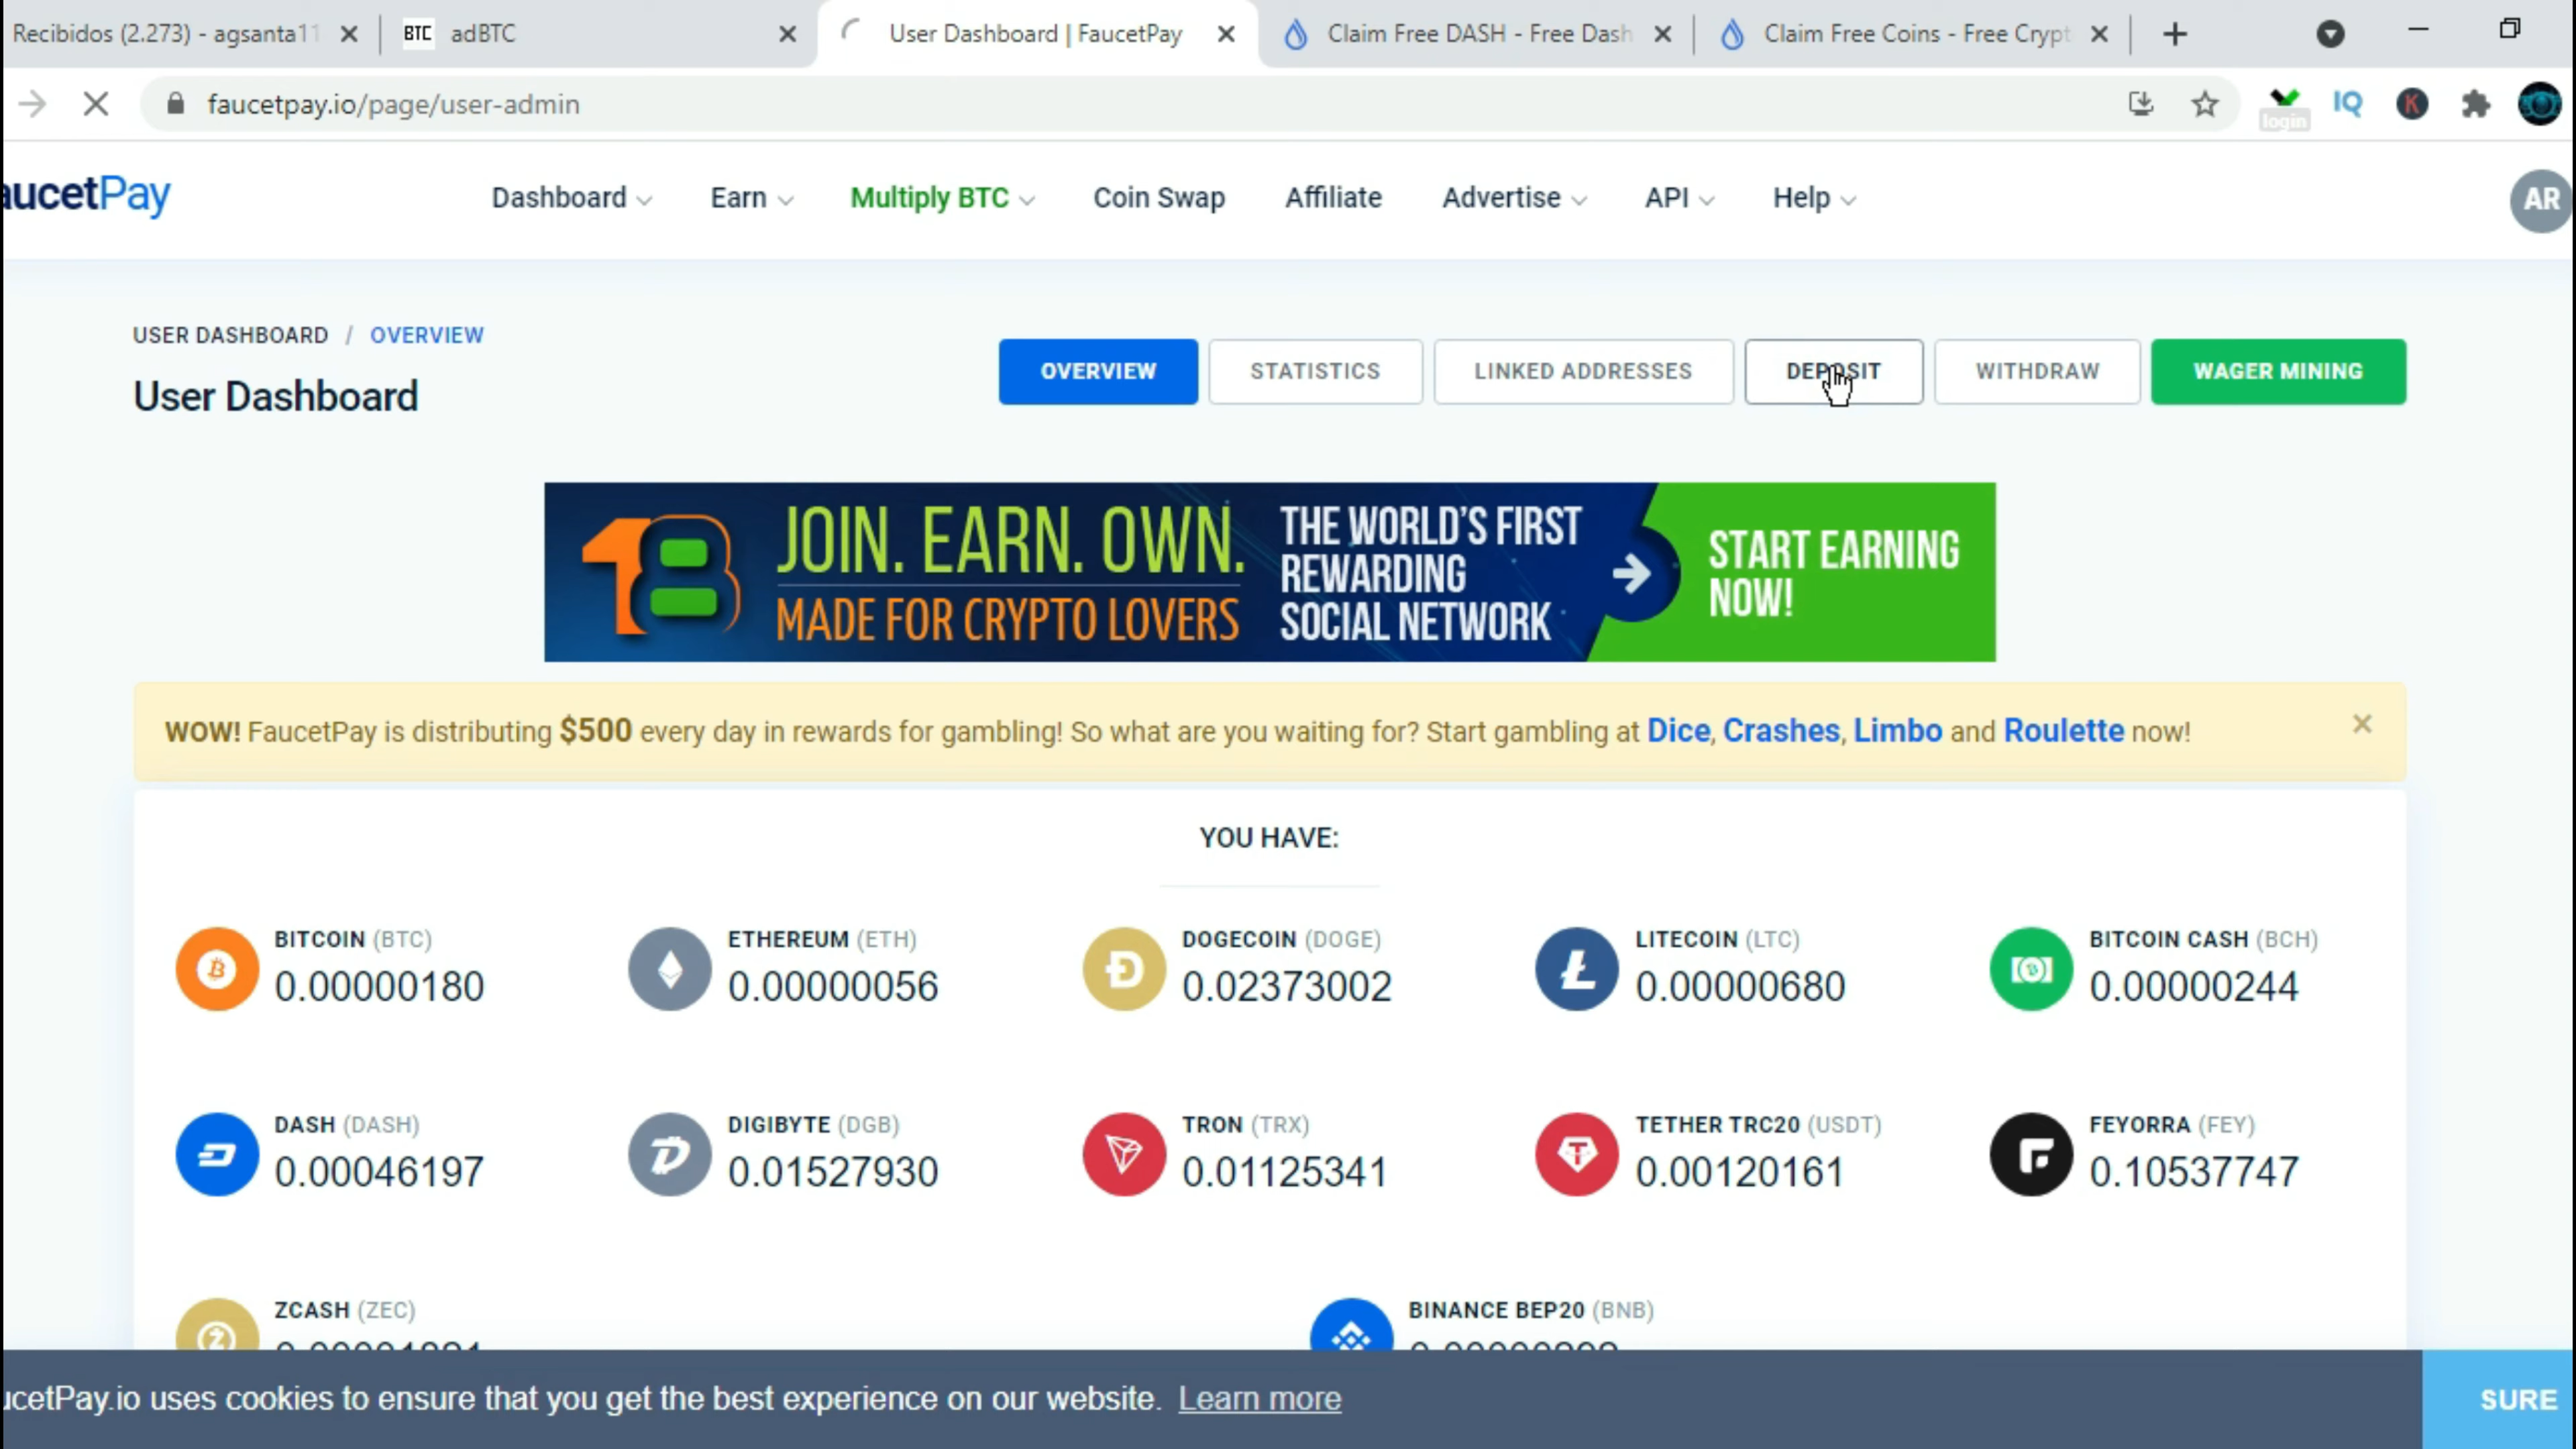 Recibidos (2.273) - agsanta11
BTC adBTC
User Dashboard | FaucetPay
Claim Free DASH - Free Dash
Claim Free Coins - Free Crypt
faucetpay.io/page/user-admin
login
IQ
K
aucetPay
Dashboard
Earn
Multiply BTC
Coin Swap
Affiliate
Advertise
API
Help
AR
USER DASHBOARD / OVERVIEW
User Dashboard
OVERVIEW
STATISTICS
LINKED ADDRESSES
DEPOSIT
WITHDRAW
WAGER MINING
JOIN. EARN. OWN.
MADE FOR CRYPTO LOVERS
THE WORLD'S FIRST
REWARDING
SOCIAL NETWORK
START EARNING
NOW!
WOW! FaucetPay is distributing $500 every day in rewards for gambling! So what are you waiting for? Start gambling at Dice, Crashes, Limbo and Roulette now!
YOU HAVE:
BITCOIN (BTC)
0.00000180
ETHEREUM (ETH)
0.00000056
DOGECOIN (DOGE)
0.02373002
LITECOIN (LTC)
0.00000680
BITCOIN CASH (BCH)
0.00000244
DASH (DASH)
0.00046197
DIGIBYTE (DGB)
0.01527930
TRON (TRX)
0.01125341
TETHER TRC20 (USDT)
0.00120161
FEYORRA (FEY)
0.10537747
ZCASH (ZEC)
BINANCE BEP20 (BNB)
ucetPay.io uses cookies to ensure that you get the best experience on our website. Learn more
SURE